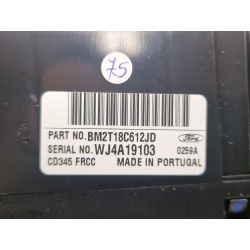 75
PART NO. BM2T18C612JD
Ford
SERIAL NO. WJ4A19103
0259A
CD345 FRCC MADE IN PORTUGAL